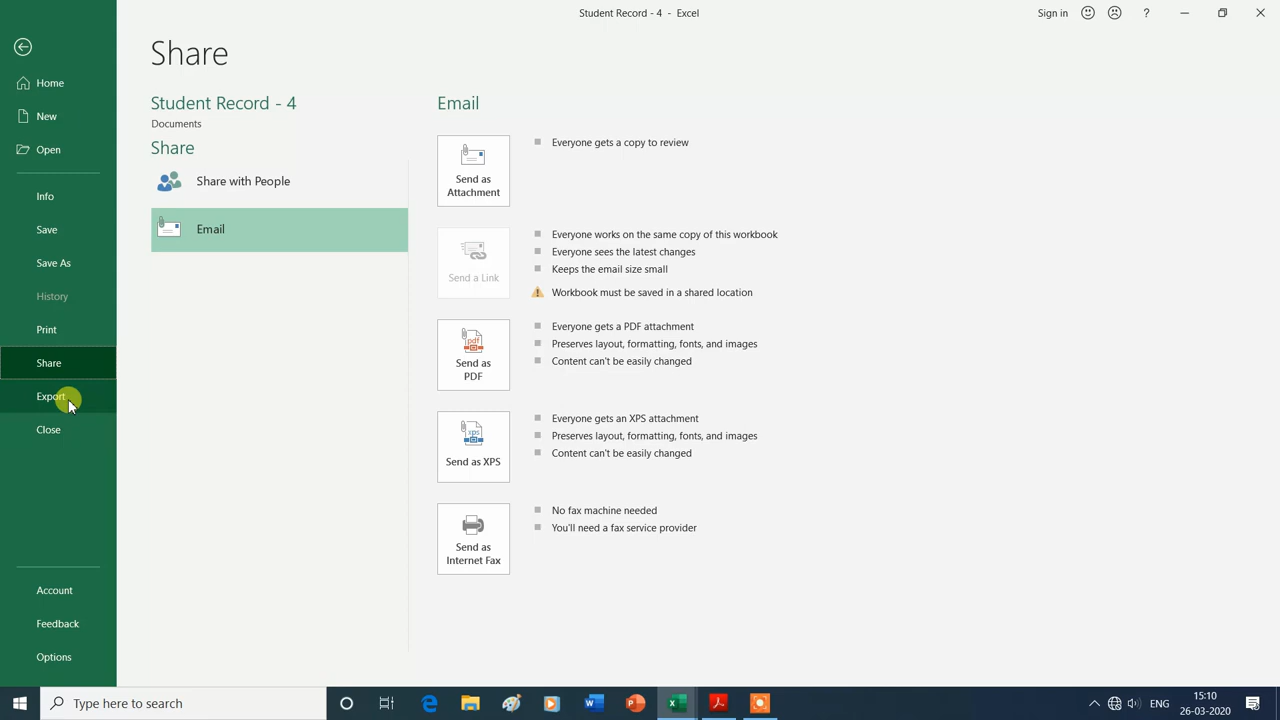 Student Record - 4 - Excel
Sign in
?
Home
New
Open
Info
Save
Save As
History
Print
Share
Export
Close
Account
Feedback
Options
Share
Student Record - 4
Documents
Share
Share with People
Email
Email
Send as
Attachment
Everyone gets a copy to review
Send a Link
Everyone works on the same copy of this workbook
Everyone sees the latest changes
Keeps the email size small
Workbook must be saved in a shared location
pdf
Send as
PDF
Everyone gets a PDF attachment
Preserves layout, formatting, fonts, and images
Content can't be easily changed
xps
Send as XPS
Everyone gets an XPS attachment
Preserves layout, formatting, fonts, and images
Content can't be easily changed
Send as
Internet Fax
No fax machine needed
You'll need a fax service provider
Type here to search
ENG
15:10
26-03-2020